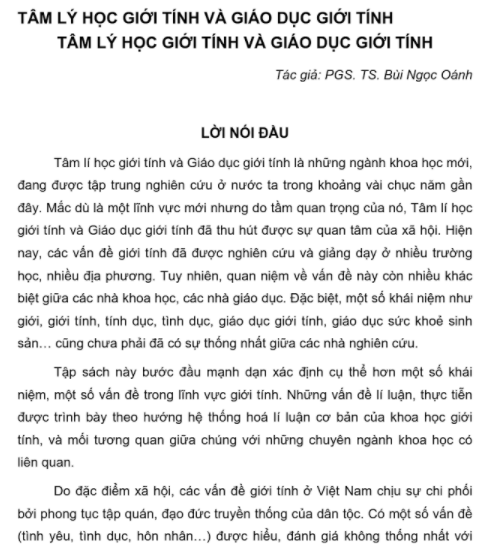 TÂM LÝ HỌC GIỚI TÍNH VÀ GIÁO DỤC GIỚI TÍNH
TÂM LÝ HỌC GIỚI TÍNH VÀ GIÁO DỤC GIỚI TÍNH
Tác giả: PGS. TS. Bùi Ngọc Oánh
LỜI NÓI ĐẦU
Tâm lí học giới tính và Giáo dục giới tính là những ngành khoa học mới,
đang được tập trung nghiên cứu ở nước ta trong khoảng vài chục năm gần
đây. Mắc dù là một lĩnh vực mới nhưng do tầm quan trọng của nó, Tâm lí học
giới tính và Giáo dục giới tính đã thu hút được sự quan tâm của xã hội. Hiện
nay, các vấn đề giới tính đã được nghiên cứu và giảng dạy ở nhiều trường
học, nhiều địa phương. Tuy nhiên, quan niệm về vấn đề này còn nhiều khác
biệt giữa các nhà khoa học, các nhà giáo dục. Đặc biệt, một số khái niệm như
giới, giới tính, tính dục, tình dục, giáo dục giới tính, giáo dục sức khoẻ sinh
sản… cũng chưa phải đã có sự thống nhất giữa các nhà nghiên cứu.
Tập sách này bước đầu mạnh dạn xác định cụ thể hơn một số khái
niệm, một số vấn đề trong lĩnh vực giới tính. Những vấn đề lí luận, thực tiễn
được trình bày theo hướng hệ thống hoá lí luận cơ bản của khoa học giới
tính, và mối tương quan giữa chúng với những chuyên ngành khoa học có
liên quan.
Do đặc điểm xã hội, các vấn đề giới tính ở Việt Nam chịu sự chi phối
bởi phong tục tập quán, đạo đức truyền thống của dân tộc. Có một số vấn đề
(tình yêu, tình dục, hôn nhân…) được hiểu, đánh giá không thống nhất với